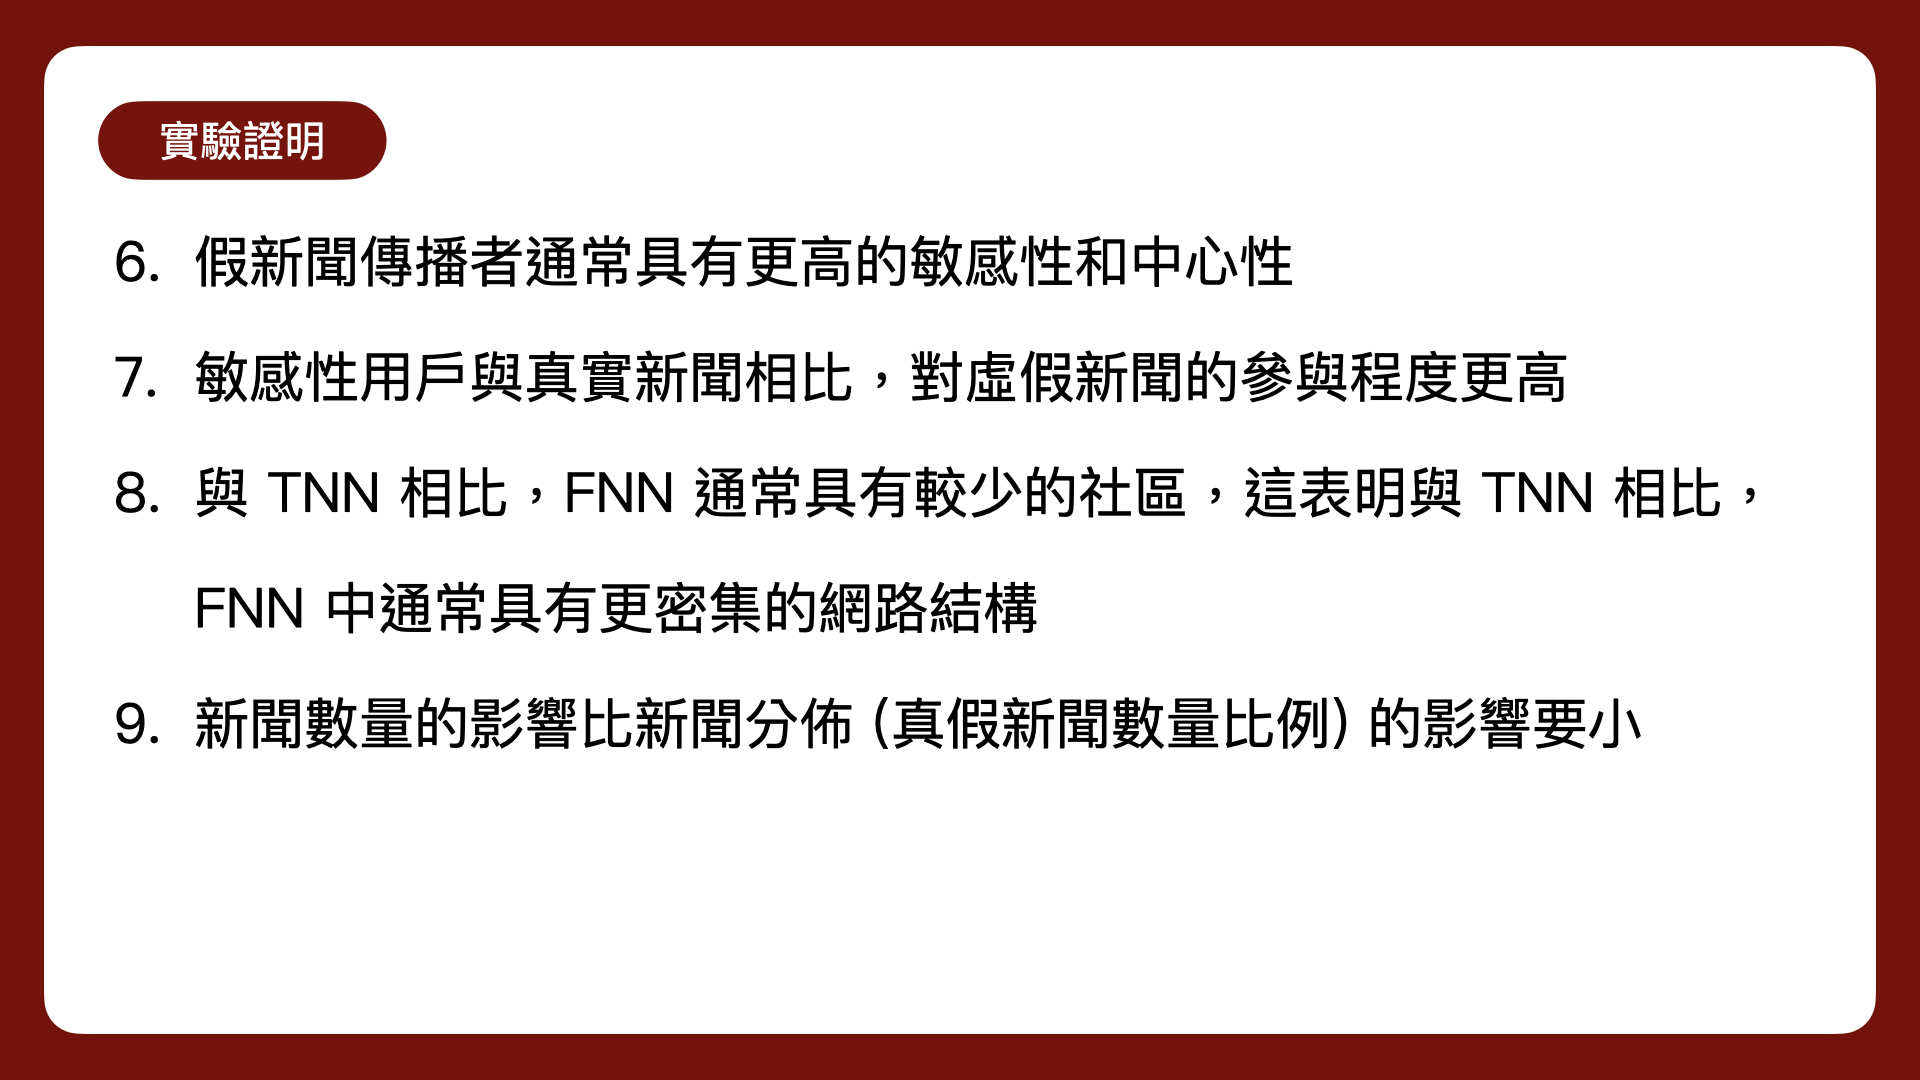 實驗證明
6. 假新聞傳播者通常具有更高的敏感性和中心性
7. 敏感性用戶與真實新聞相比，對虛假新聞的參與程度更高
8. 與 TNN 相比，FNN 通常具有較少的社區，這表明與 TNN 相比，
FNN 中通常具有更密集的網路結構
9. 新聞數量的影響比新聞分佈 (真假新聞數量比例) 的影響要小